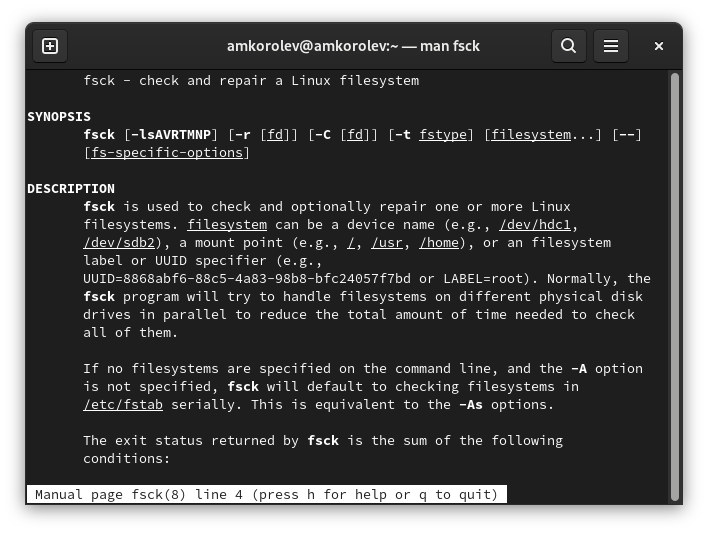 amkorolev@amkorolev:~ — man fsck
fsck - check and repair a Linux filesystem
SYNOPSIS
fsck [-lsAVRTMNP] [-r [fd]] [-C [fd]] [-t fstype] [filesystem...] [--]
[fs-specific-options]
DESCRIPTION
fsck is used to check and optionally repair one or more Linux
filesystems. filesystem can be a device name (e.g., /dev/hdc1,
/dev/sdb2), a mount point (e.g., /, /usr, /home), or an filesystem
label or UUID specifier (e.g.,
UUID=8868abf6-88c5-4a83-98b8-bfc24057f7bd or LABEL=root). Normally, the
fsck program will try to handle filesystems on different physical disk
drives in parallel to reduce the total amount of time needed to check
all of them.
If no filesystems are specified on the command line, and the -A option
is not specified, fsck will default to checking filesystems in
/etc/fstab serially. This is equivalent to the -As options.
The exit status returned by fsck is the sum of the following
conditions:
Manual page fsck(8) line 4 (press h for help or q to quit)